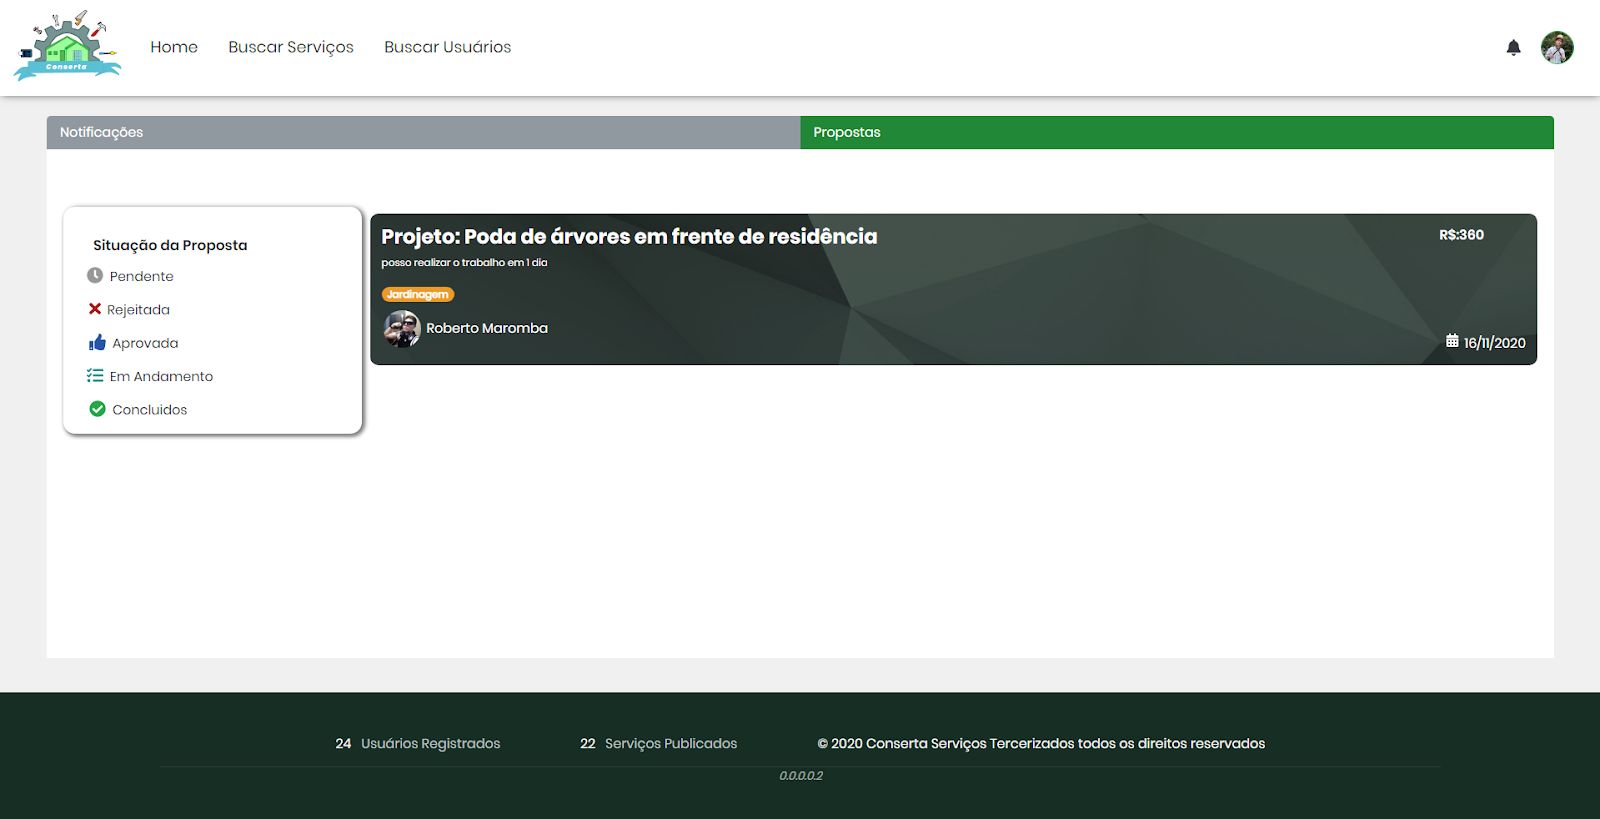 Conserta
Home
Buscar Serviços
Buscar Usuários
Notificações
Propostas
Situação da Proposta
Pendente
Rejeitada
Aprovada
Em Andamento
Concluidos
Projeto: Poda de árvores em frente de residência
R$:360
posso realizar o trabalho em 1 dia
Jardinagem
Roberto Maromba
16/11/2020
24 Usuários Registrados
22 Serviços Publicados
© 2020 Conserta Serviços Tercerizados todos os direitos reservados
0.0.0.0.2